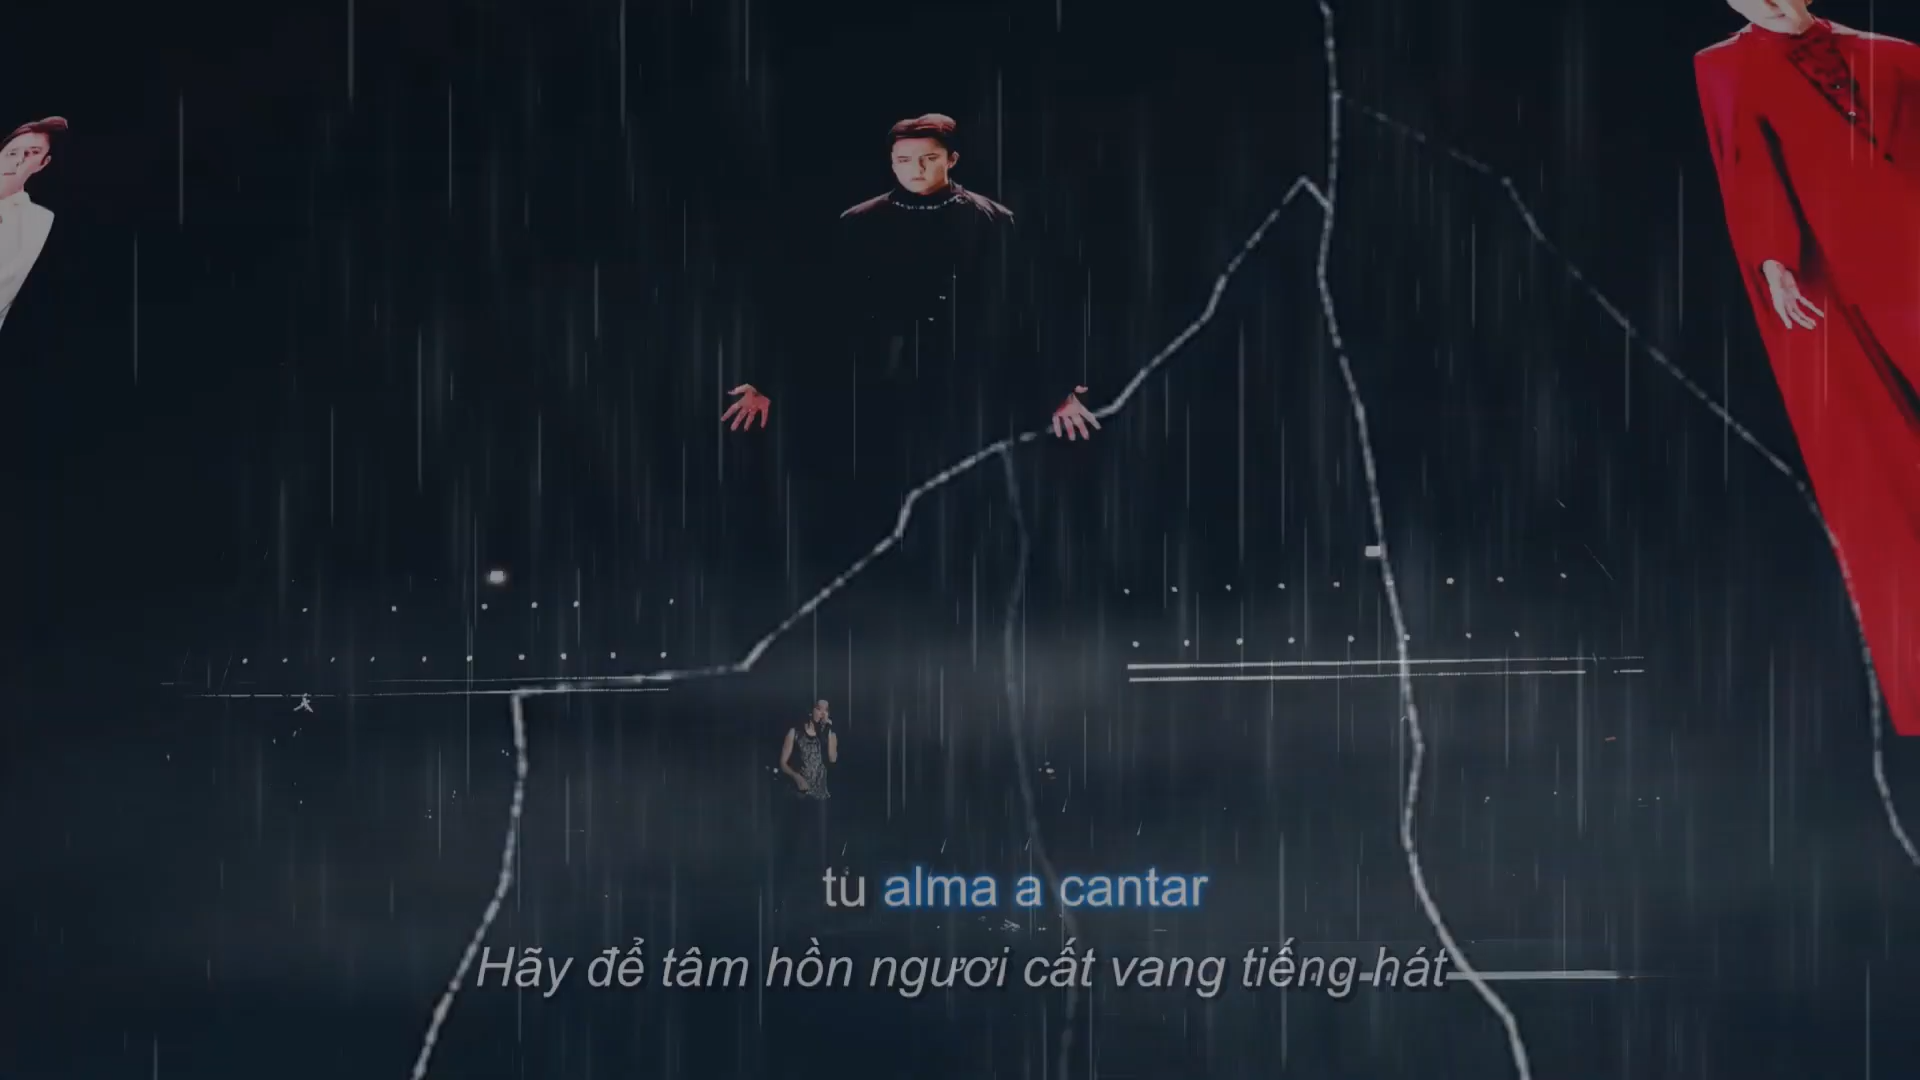 tu alma a cantar
Hãy để tâm hồn ngươi cất vang tiếng hát